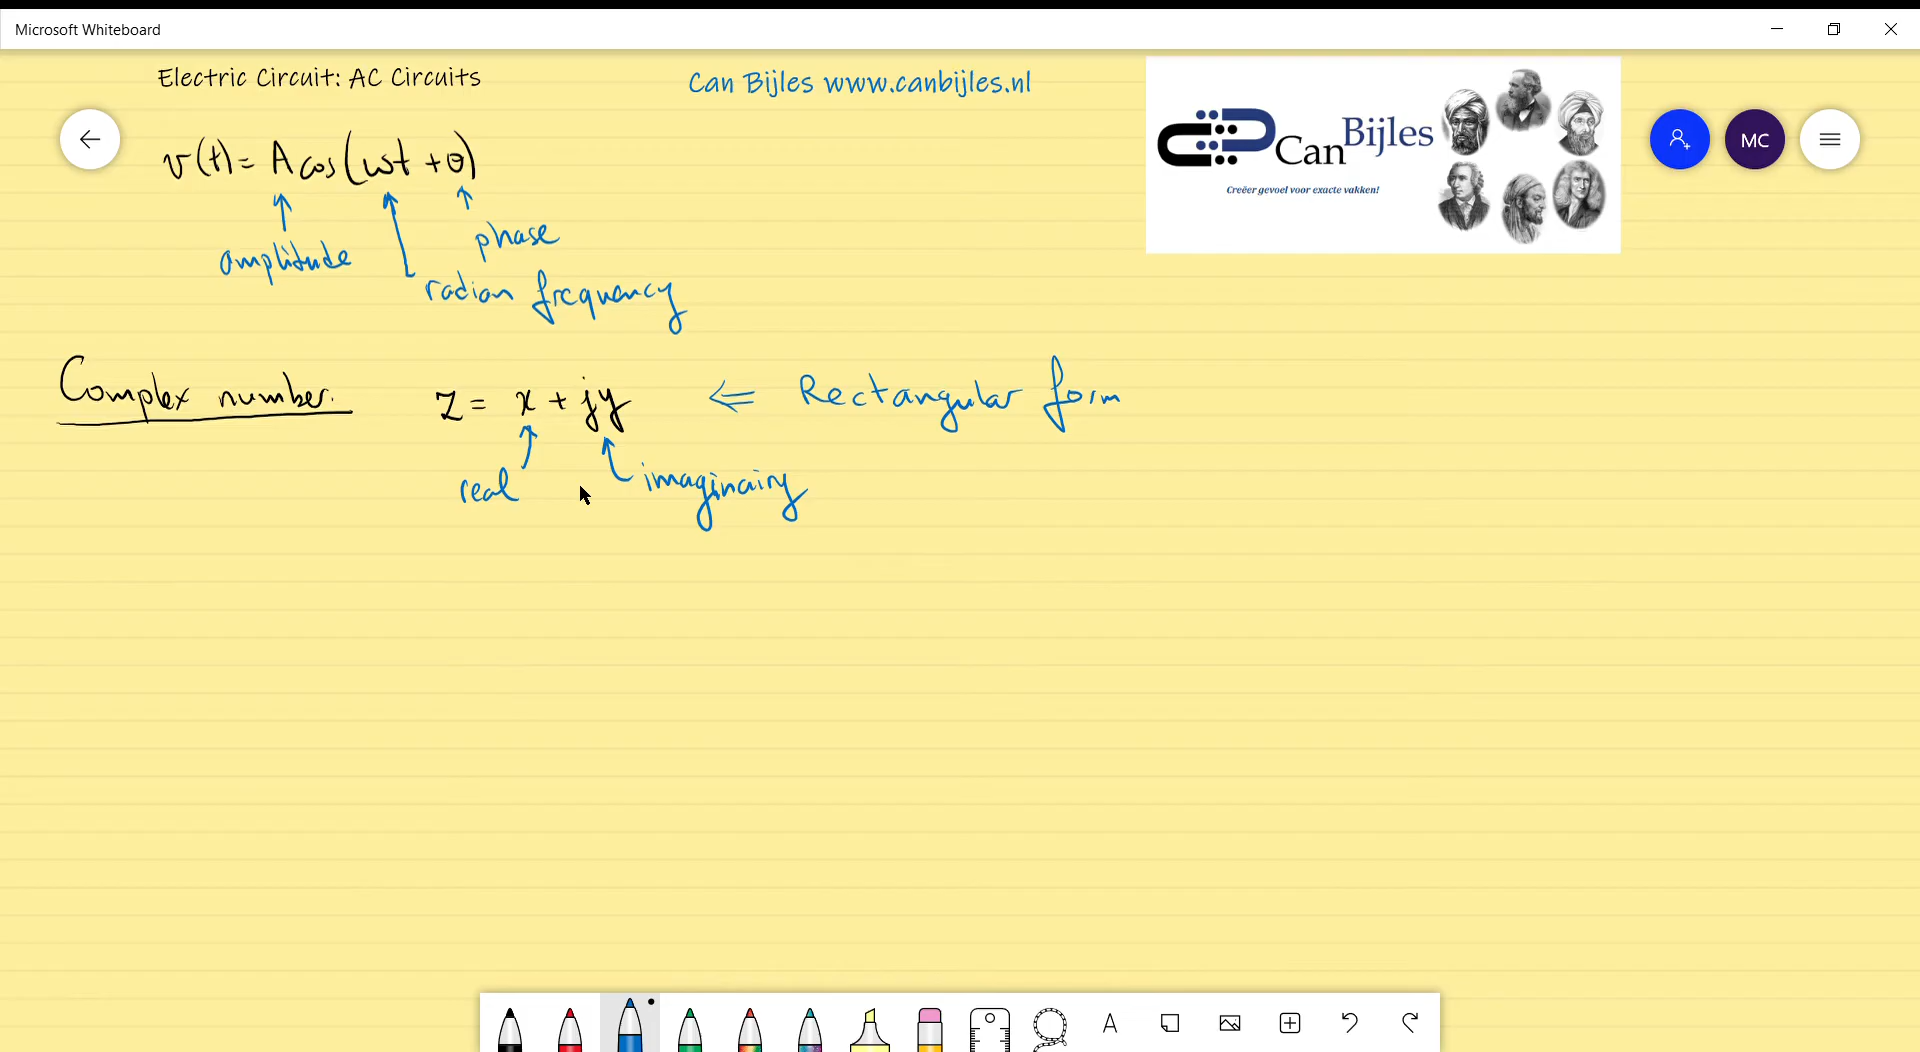 Microsoft Whiteboard
Electric Circuit: AC Circuits
Can Bijles www.canbijles.nl
Can Bijles
Creëer gevoel voor exacte vakken!
MC
v(t) = A cos(ωt + θ)
amplitude
phase
radian frequency
Complex number.
z = x + jy ⇐ Rectangular form
real
imaginairy
A